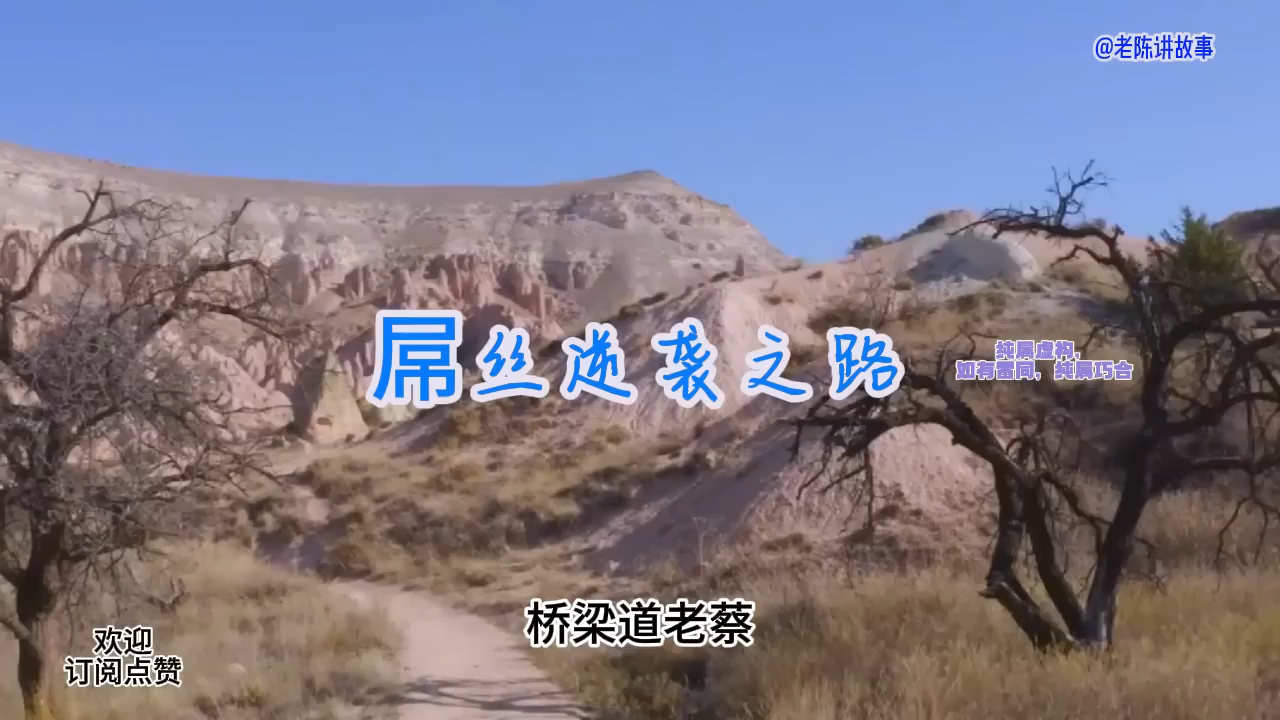 @老陈讲故事
屌丝逆袭之路
纯属虚构，
如有雷同，纯属巧合
桥梁道老蔡
欢迎
订阅点赞